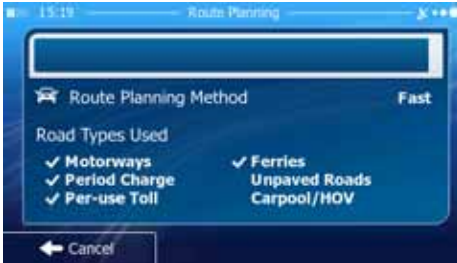 15:19 Route Planning
Route Planning Method Fast
Road Types Used
Motorways Ferries
Period Charge Unpaved Roads
Per-use Toll Carpool/HOV
Cancel